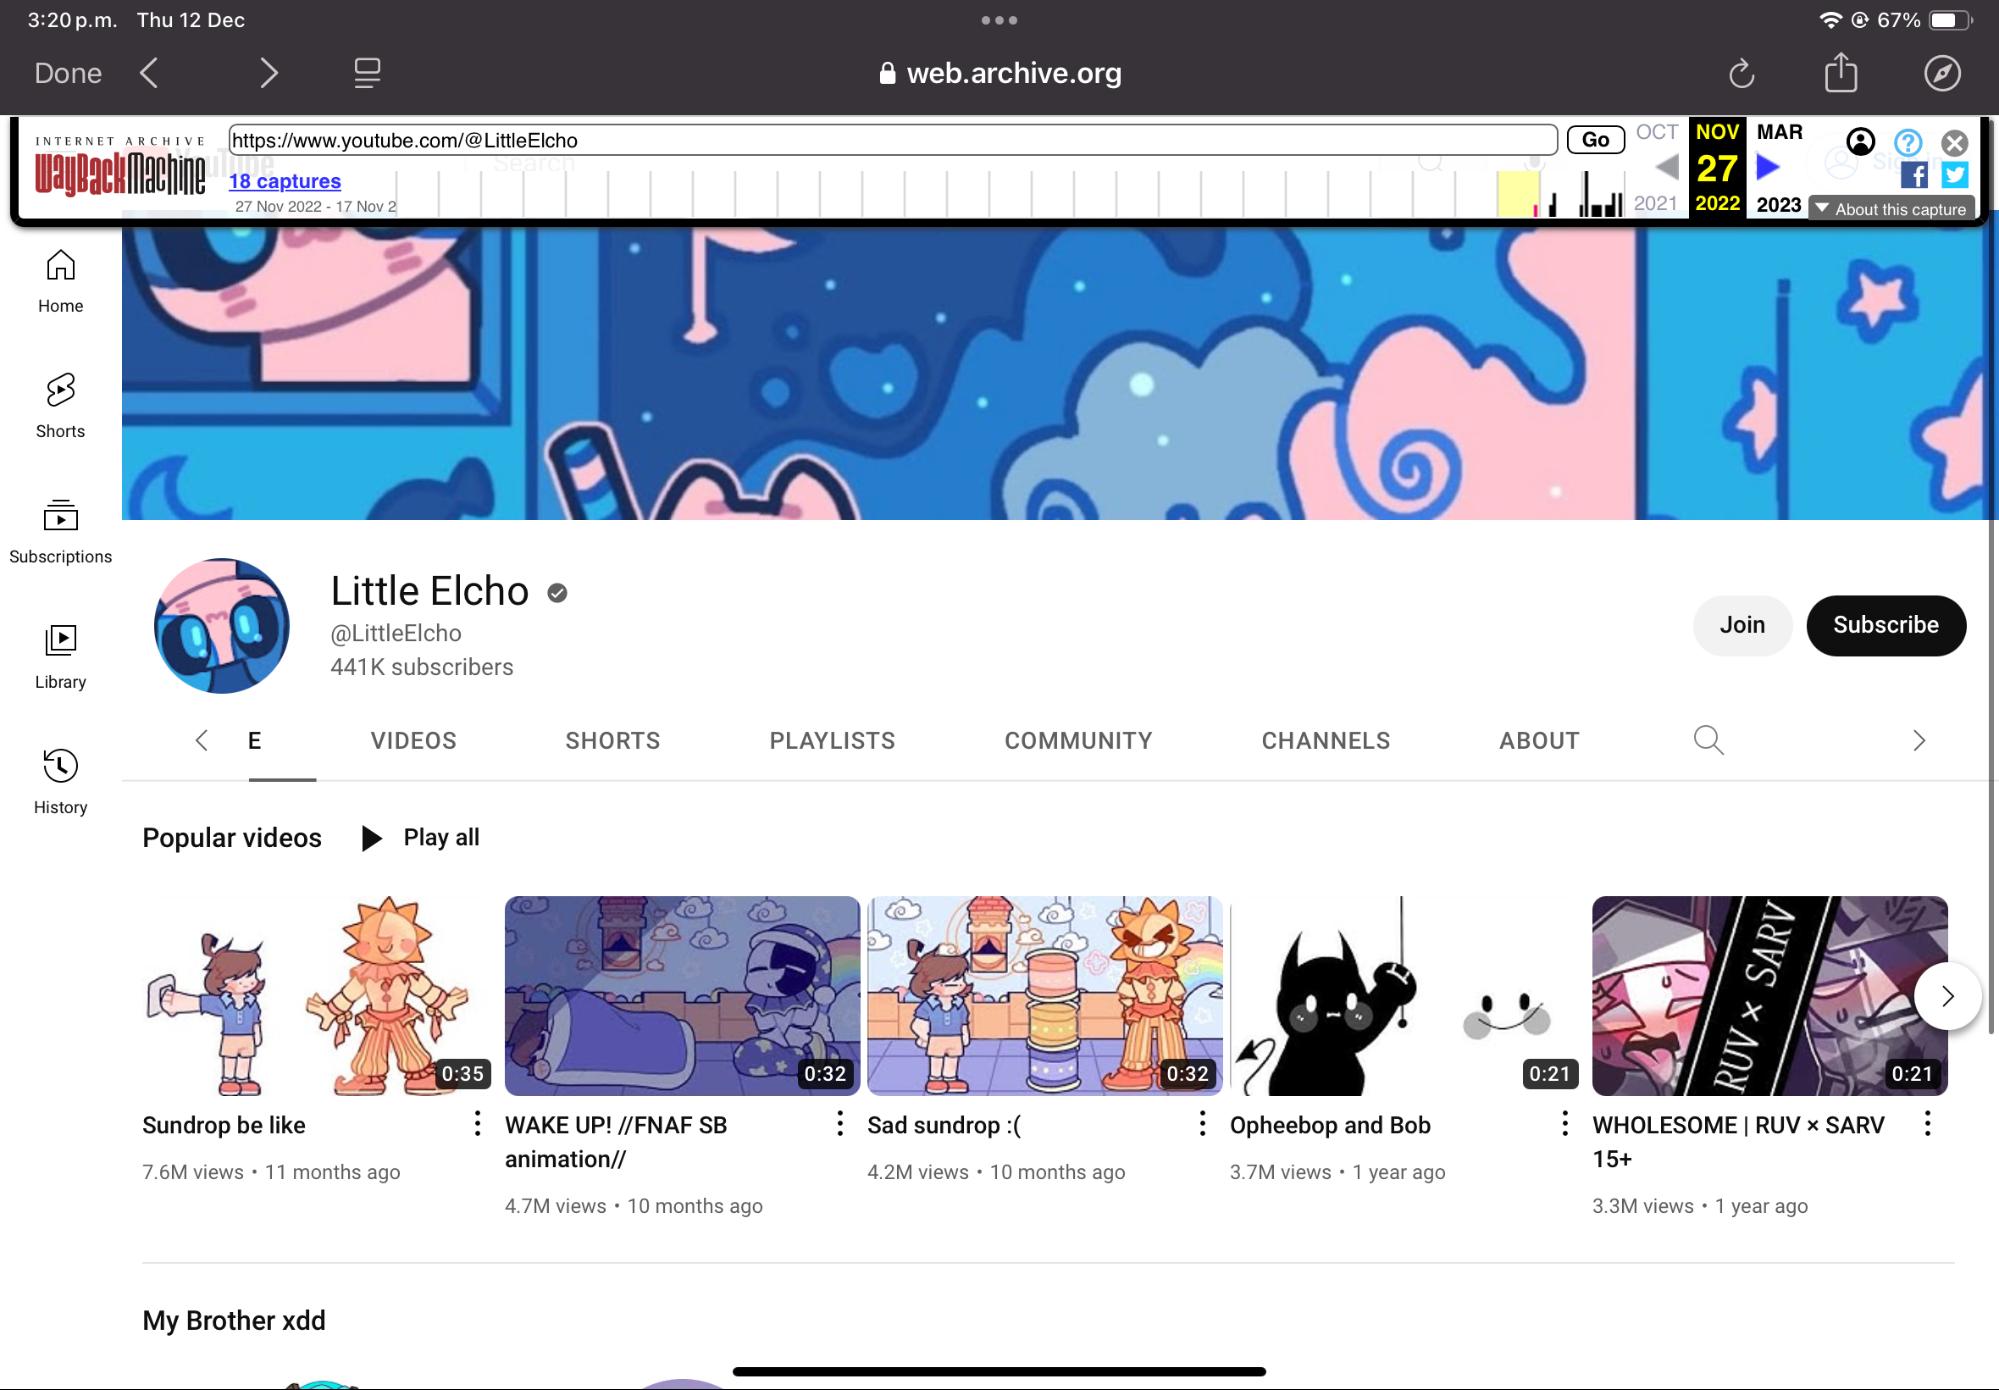 3:20 p.m. Thu 12 Dec
67%
Done
web.archive.org
INTERNET ARCHIVE
WayBackMachine
https://www.youtube.com/@LittleElcho
Go
OCT
NOV
MAR
Search
18 captures
27
27 Nov 2022 - 17 Nov 2
2021
2022
2023
About this capture
Home
Shorts
Subscriptions
Library
History
Little Elcho
@LittleElcho
441K subscribers
Join
Subscribe
E
VIDEOS
SHORTS
PLAYLISTS
COMMUNITY
CHANNELS
ABOUT
Popular videos
Play all
0:35
0:32
0:32
0:21
RUV × SARV
RUV × SARV
0:21
Sundrop be like
7.6M views • 11 months ago
WAKE UP! //FNAF SB
animation//
4.7M views • 10 months ago
Sad sundrop :(
4.2M views • 10 months ago
Opheebop and Bob
3.7M views • 1 year ago
WHOLESOME | RUV × SARV
15+
3.3M views • 1 year ago
My Brother xdd